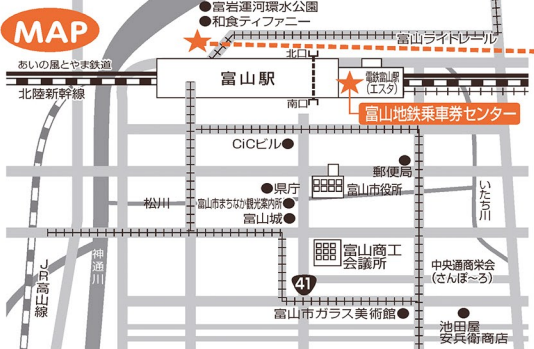 富岩運河環水公園
和食ティファニー
MAP
富山ライトレール
あいの風とやま鉄道
北口
富山駅
電鉄富山駅
(エスタ)
北陸新幹線
南口
富山地鉄乗車券センター
CiCビル
郵便局
県庁
富山市役所
松川
富山市まちなか観光案内所
いたち川
富山城
神通川
JR高山線
富山商工
会議所
中央通商栄会
(さんぽ〜ろ)
41
富山市ガラス美術館
池田屋
安兵衛商店